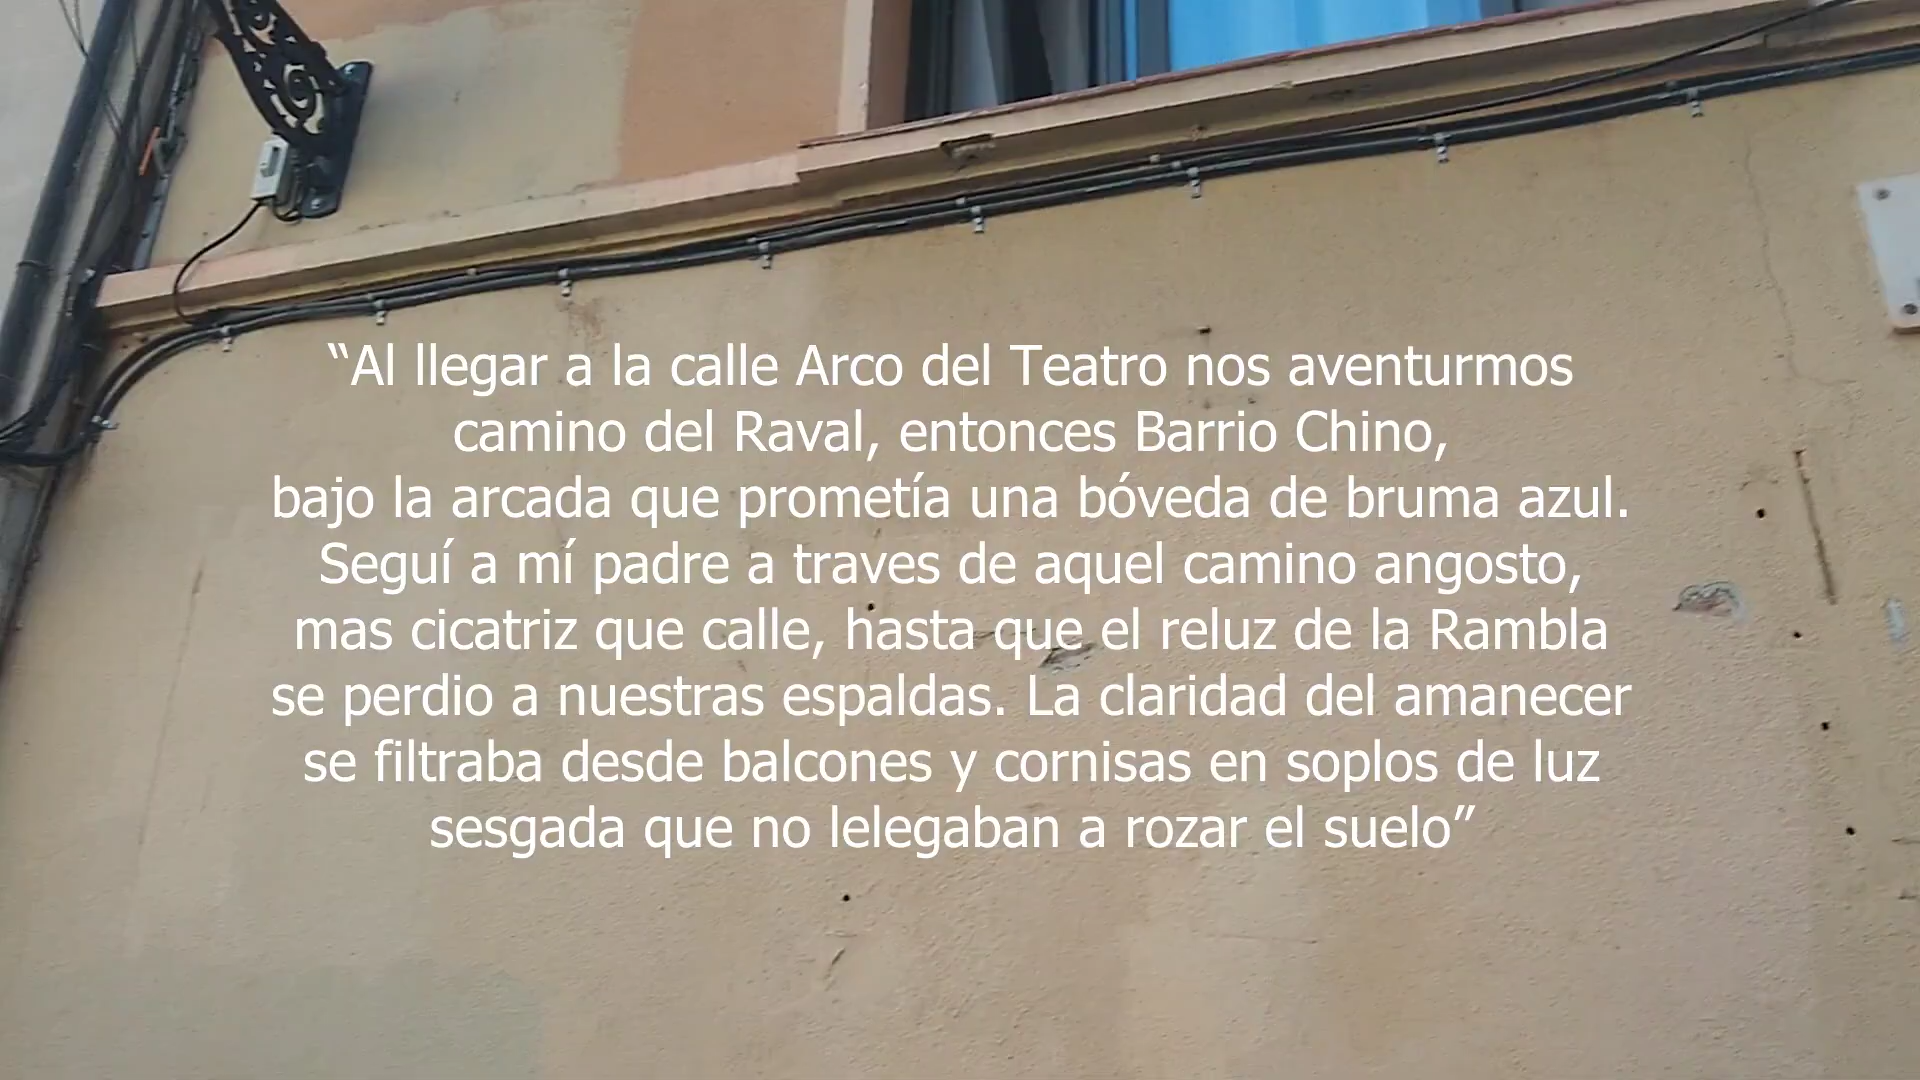 “Al llegar a la calle Arco del Teatro nos aventurmos
camino del Raval, entonces Barrio Chino,
bajo la arcada que prometía una bóveda de bruma azul.
Seguí a mí padre a traves de aquel camino angosto,
mas cicatriz que calle, hasta que el reluz de la Rambla
se perdio a nuestras espaldas. La claridad del amanecer
se filtraba desde balcones y cornisas en soplos de luz
sesgada que no lelegaban a rozar el suelo”